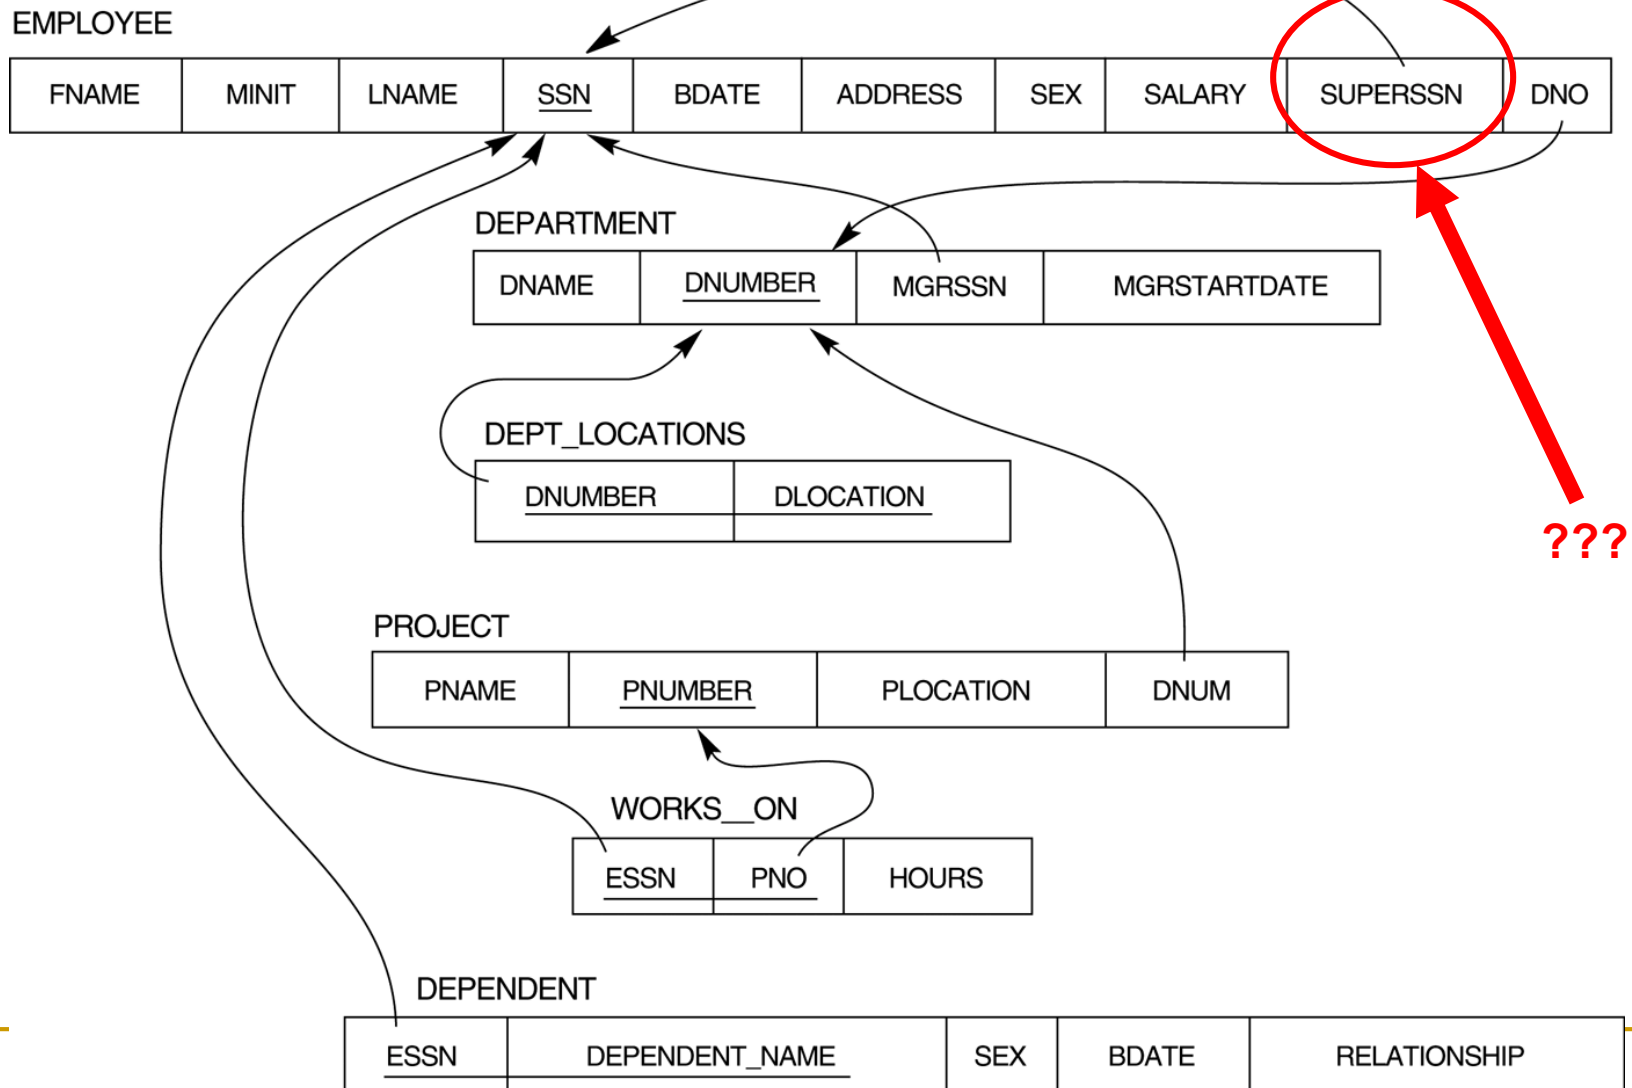 EMPLOYEE
FNAME MINIT LNAME SSN BDATE ADDRESS SEX SALARY SUPERSSN DNO
DEPARTMENT
DNAME DNUMBER MGRSSN MGRSTARTDATE
DEPT_LOCATIONS
DNUMBER DLOCATION
???
PROJECT
PNAME PNUMBER PLOCATION DNUM
WORKS__ON
ESSN PNO HOURS
DEPENDENT
ESSN DEPENDENT_NAME SEX BDATE RELATIONSHIP